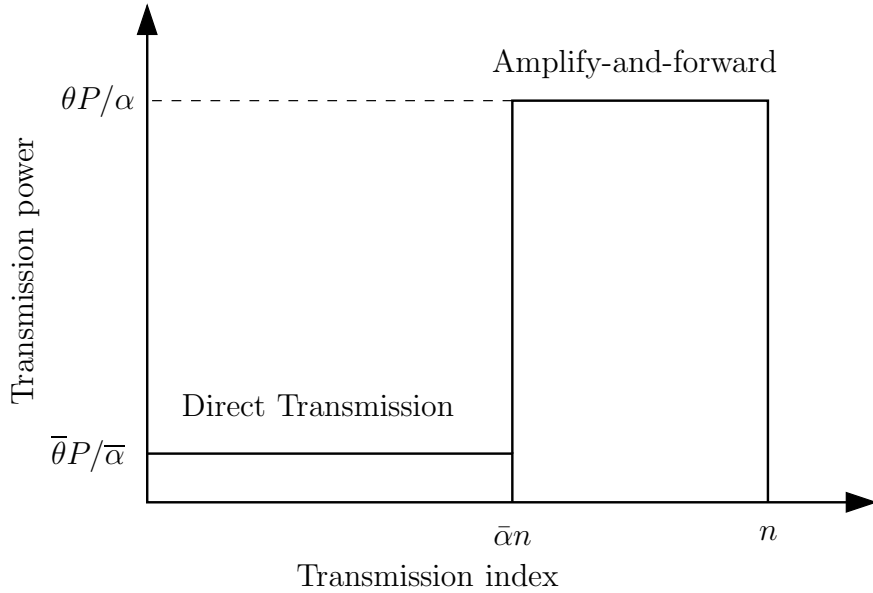 Amplify-and-forward
θP/α
Transmission power
Direct Transmission
θ̅P/α̅
ᾱn
n
Transmission index